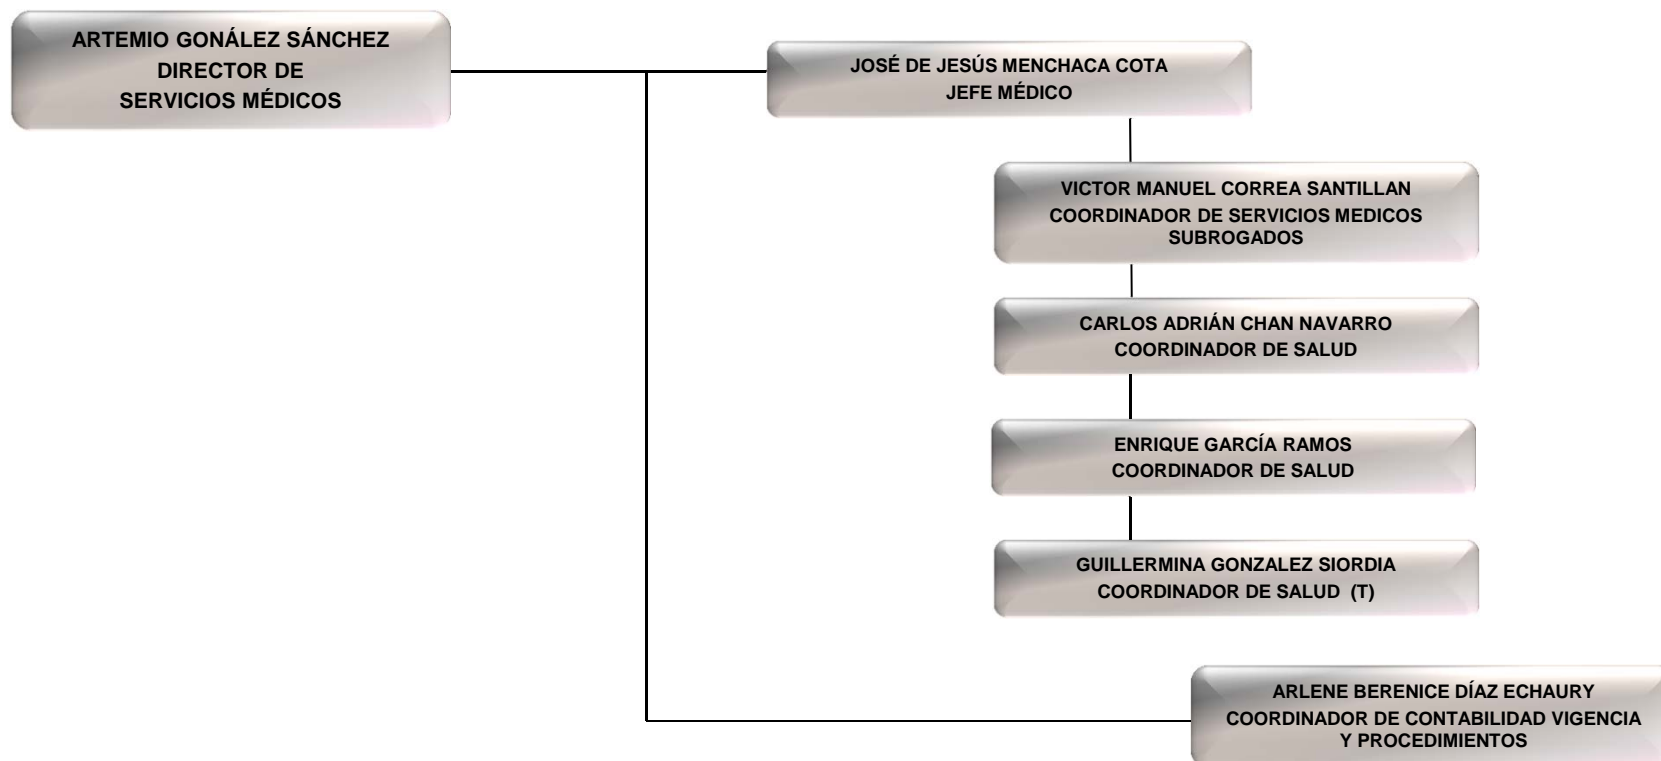 ARTEMIO GONÁLEZ SÁNCHEZ
DIRECTOR DE
SERVICIOS MÉDICOS
JOSÉ DE JESÚS MENCHACA COTA
JEFE MÉDICO
VICTOR MANUEL CORREA SANTILLAN
COORDINADOR DE SERVICIOS MEDICOS
SUBROGADOS
CARLOS ADRIÁN CHAN NAVARRO
COORDINADOR DE SALUD
ENRIQUE GARCÍA RAMOS
COORDINADOR DE SALUD
GUILLERMINA GONZALEZ SIORDIA
COORDINADOR DE SALUD (T)
ARLENE BERENICE DÍAZ ECHAURY
COORDINADOR DE CONTABILIDAD VIGENCIA
Y PROCEDIMIENTOS